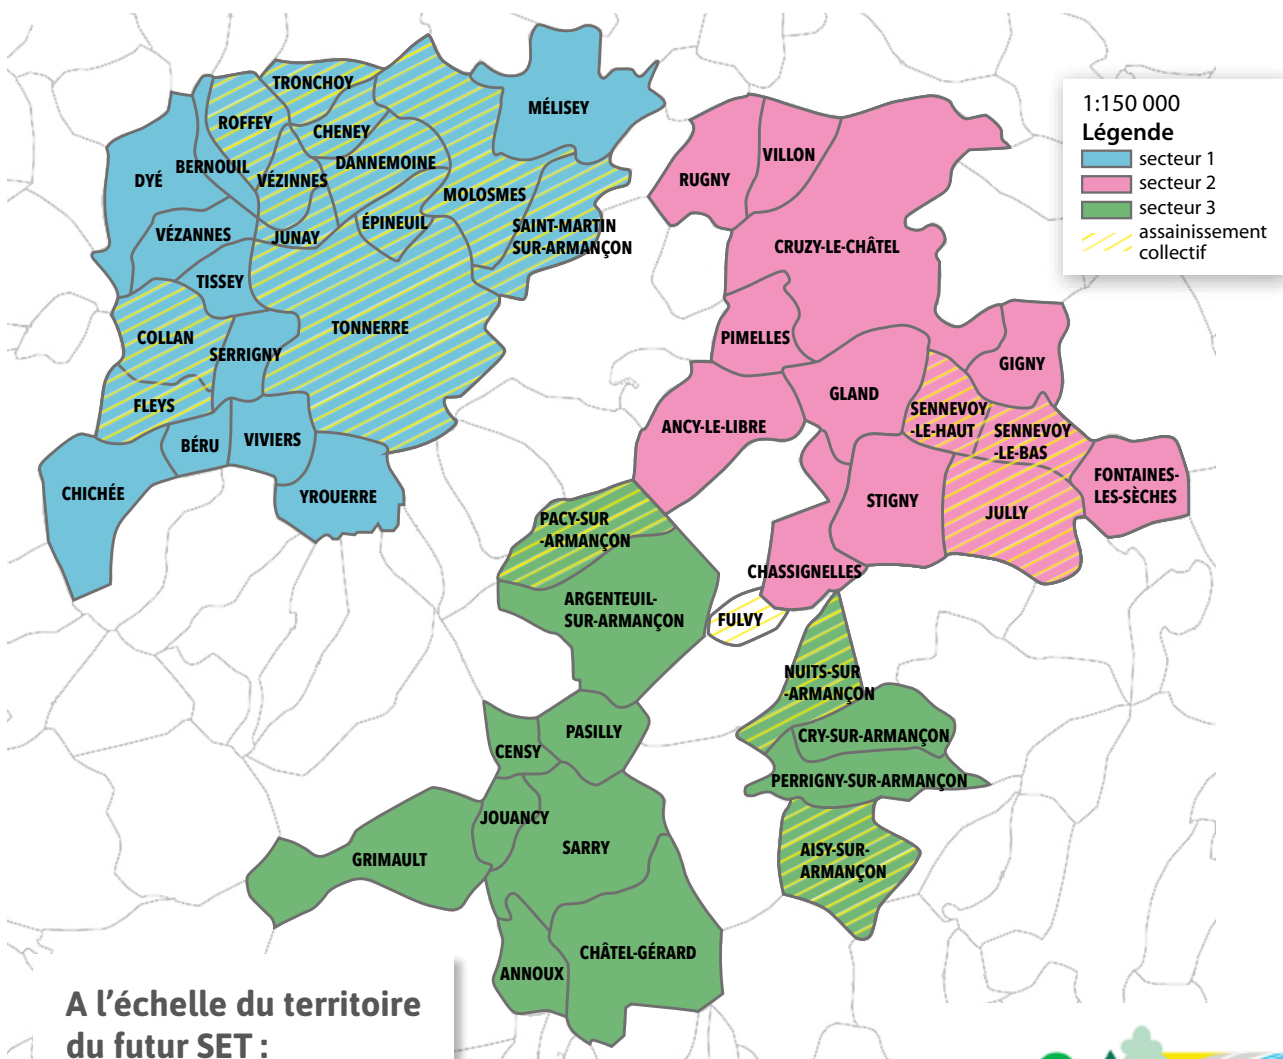 TRONCHOY
MÉLISEY
ROFFEY
CHENEY
DANNEMOINE
BERNOUIL
DYÉ
VÉZINNES
MOLOSMES
ÉPINEUIL
SAINT-MARTIN
SUR-ARMANÇON
VÉZANNES
JUNAY
TISSEY
TONNERRE
COLLAN
SERRIGNY
FLEYS
BÉRU
VIVIERS
CHICHÉE
YROUERRE
1:150 000
Légende
secteur 1
secteur 2
secteur 3
assainissement
collectif
VILLON
RUGNY
CRUZY-LE-CHÂTEL
PIMELLES
GIGNY
GLAND
ANCY-LE-LIBRE
SENNEVOY
-LE-HAUT
SENNEVOY
-LE-BAS
FONTAINES-
LES-SÈCHES
STIGNY
JULLY
CHASSIGNELLES
PACY-SUR
-ARMANÇON
ARGENTEUIL-
SUR-ARMANÇON
FULVY
NUITS-SUR
-ARMANÇON
PASILLY
CENSY
CRY-SUR-ARMANÇON
PERRIGNY-SUR-ARMANÇON
JOUANCY
SARRY
GRIMAULT
AISY-SUR-
ARMANÇON
CHÂTEL-GÉRARD
ANNOUX
A l'échelle du territoire
du futur SET :